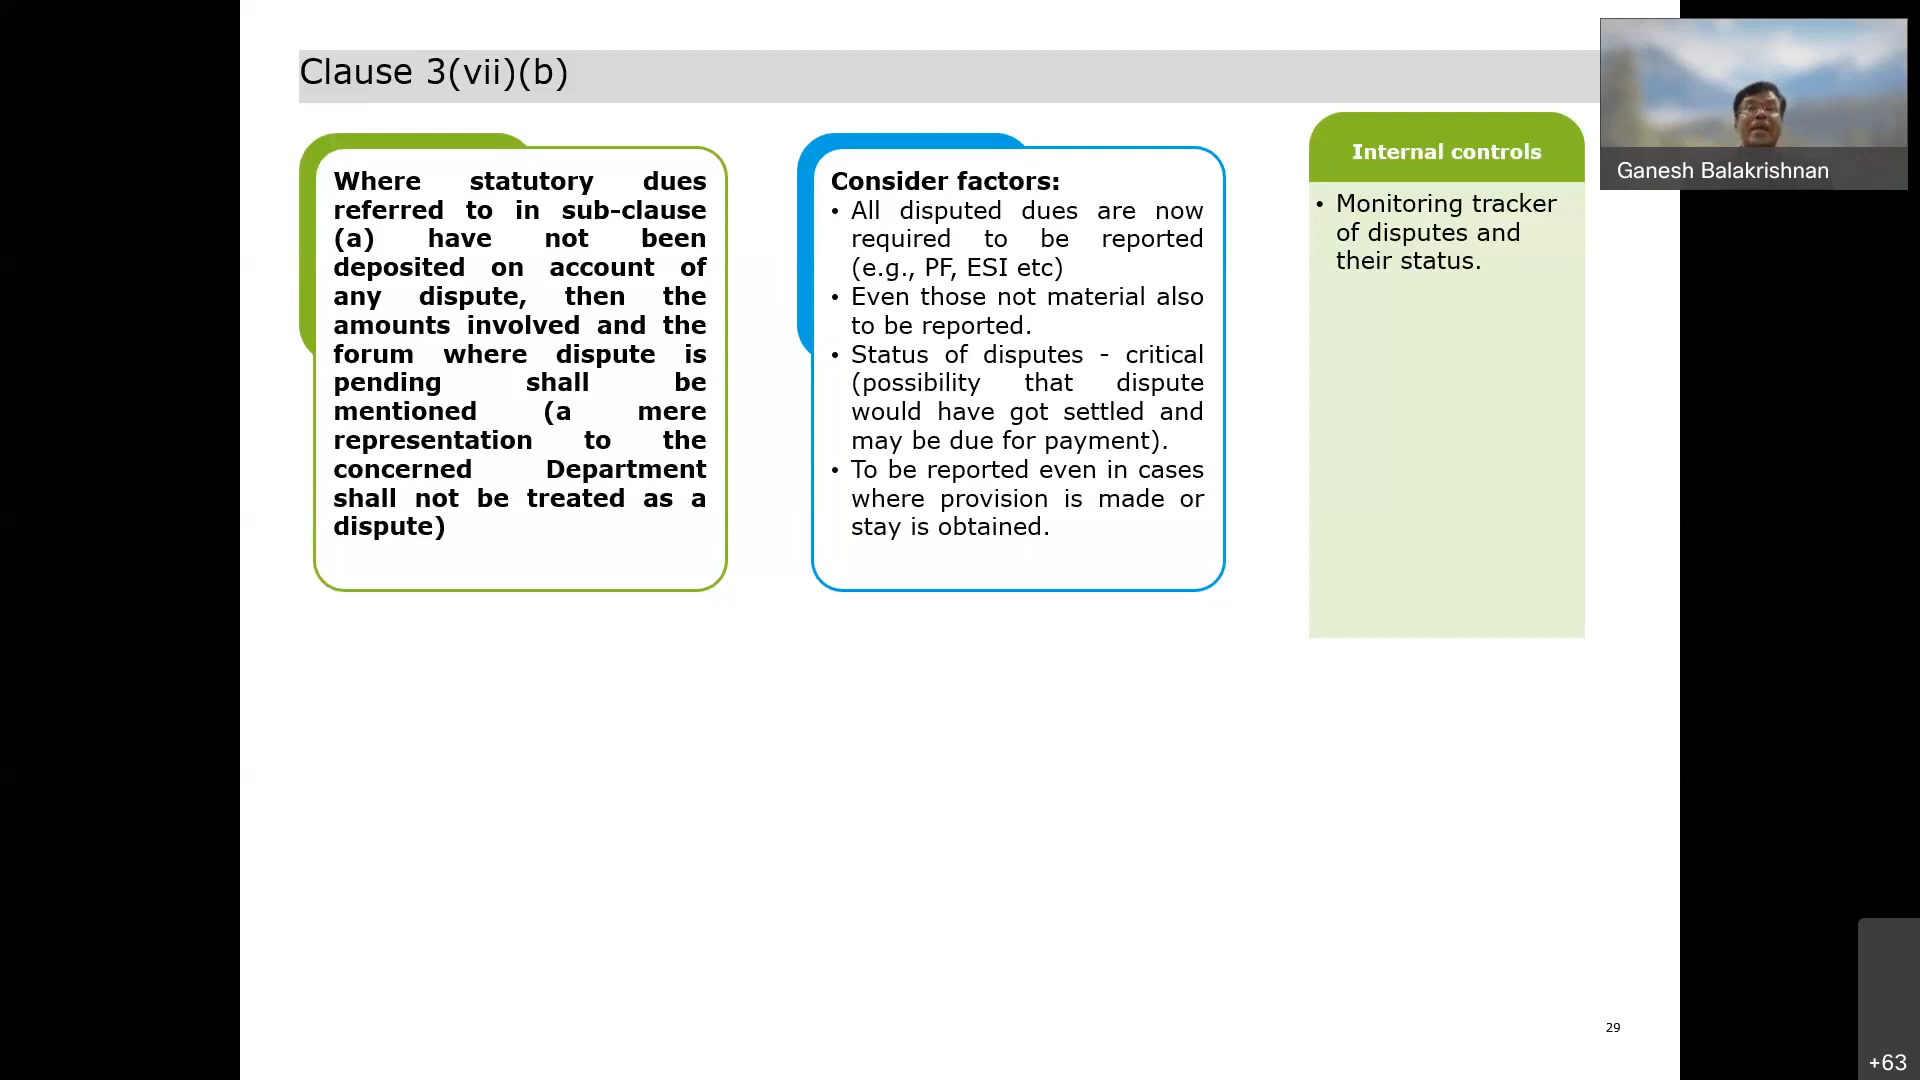 Clause 3(vii)(b)
Where statutory dues
referred to in sub-clause
(a) have not been
deposited on account of
any dispute, then the
amounts involved and the
forum where dispute is
pending shall be
mentioned (a mere
representation to the
concerned Department
shall not be treated as a
dispute)
Consider factors:
• All disputed dues are now
required to be reported
(e.g., PF, ESI etc)
• Even those not material also
to be reported.
• Status of disputes - critical
(possibility that dispute
would have got settled and
may be due for payment).
• To be reported even in cases
where provision is made or
stay is obtained.
Internal controls
• Monitoring tracker
of disputes and
their status.
Ganesh Balakrishnan
29
+63